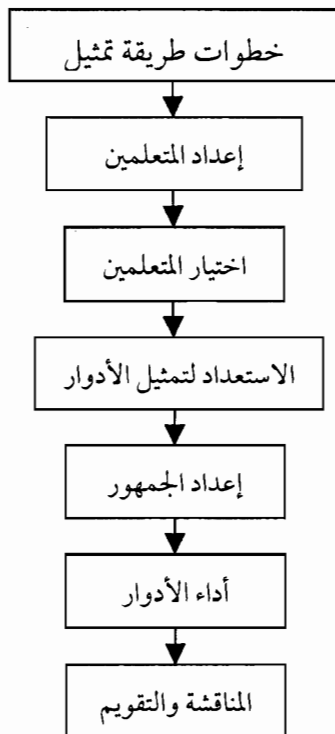 خطوات طريقة تمثيل
إعداد المتعلمين
اختيار المتعلمين
الاستعداد لتمثيل الأدوار
إعداد الجمهور
أداء الأدوار
المناقشة والتقويم